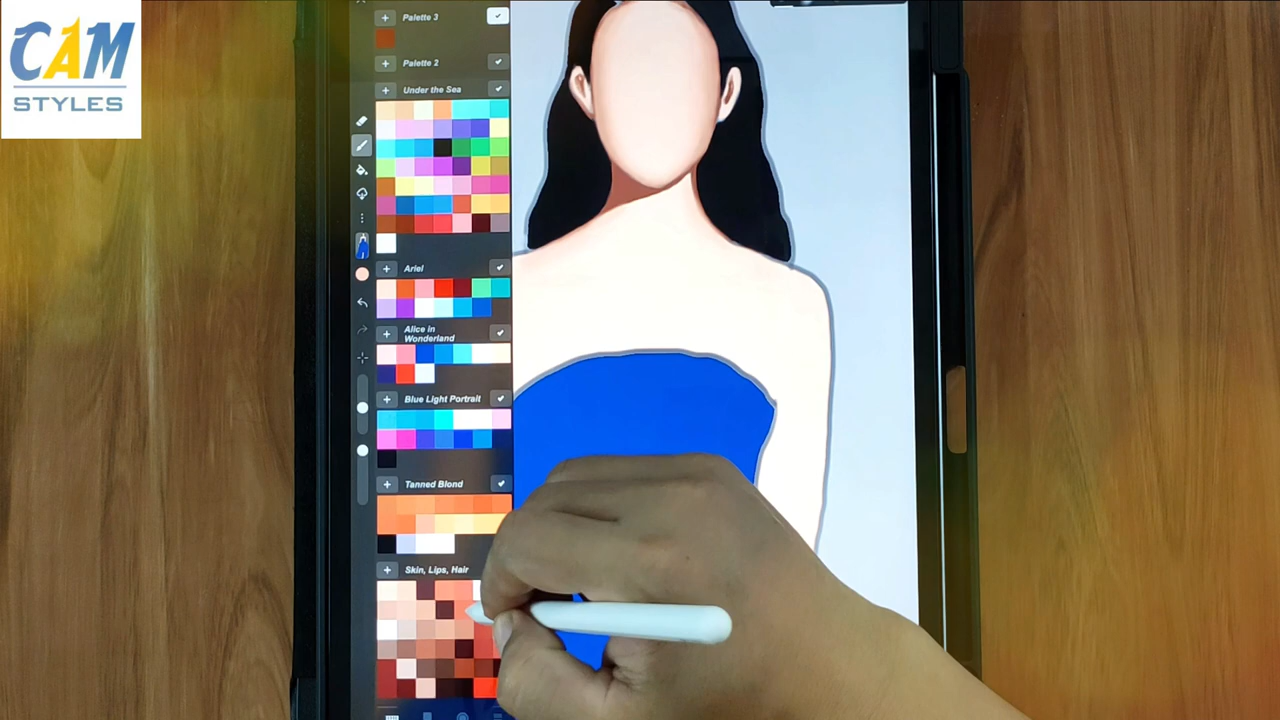 CAM
STYLES
Palette 3
Palette 2
Under the Sea
Ariel
Alice in
Wonderland
Blue Light Portrait
Tanned Blond
Skin, Lips, Hair